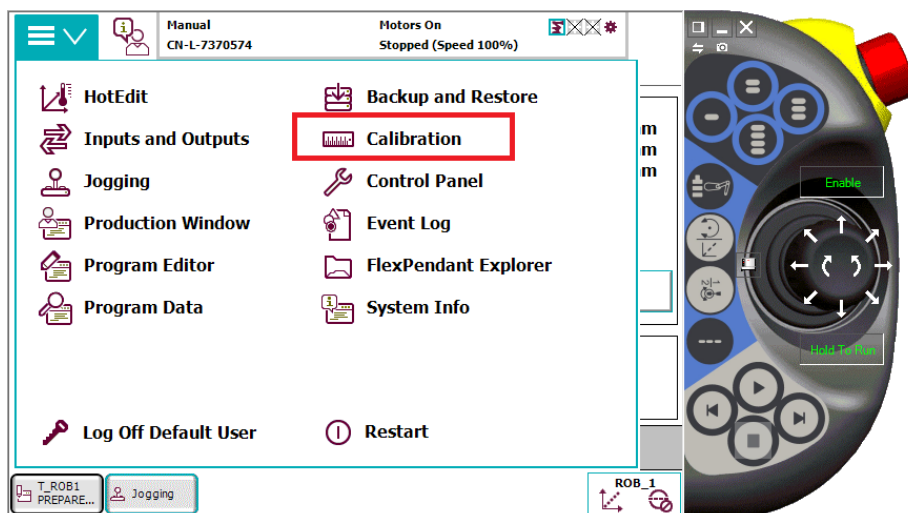 Manual
CN-L-7370574
Motors On
Stopped (Speed 100%)
HotEdit
Inputs and Outputs
Jogging
Production Window
Program Editor
Program Data
Backup and Restore
Calibration
Control Panel
Event Log
FlexPendant Explorer
System Info
Log Off Default User
Restart
m
m
m
T_ROB1
PREPARE...
Jogging
ROB_1
Enable
Hold To Run